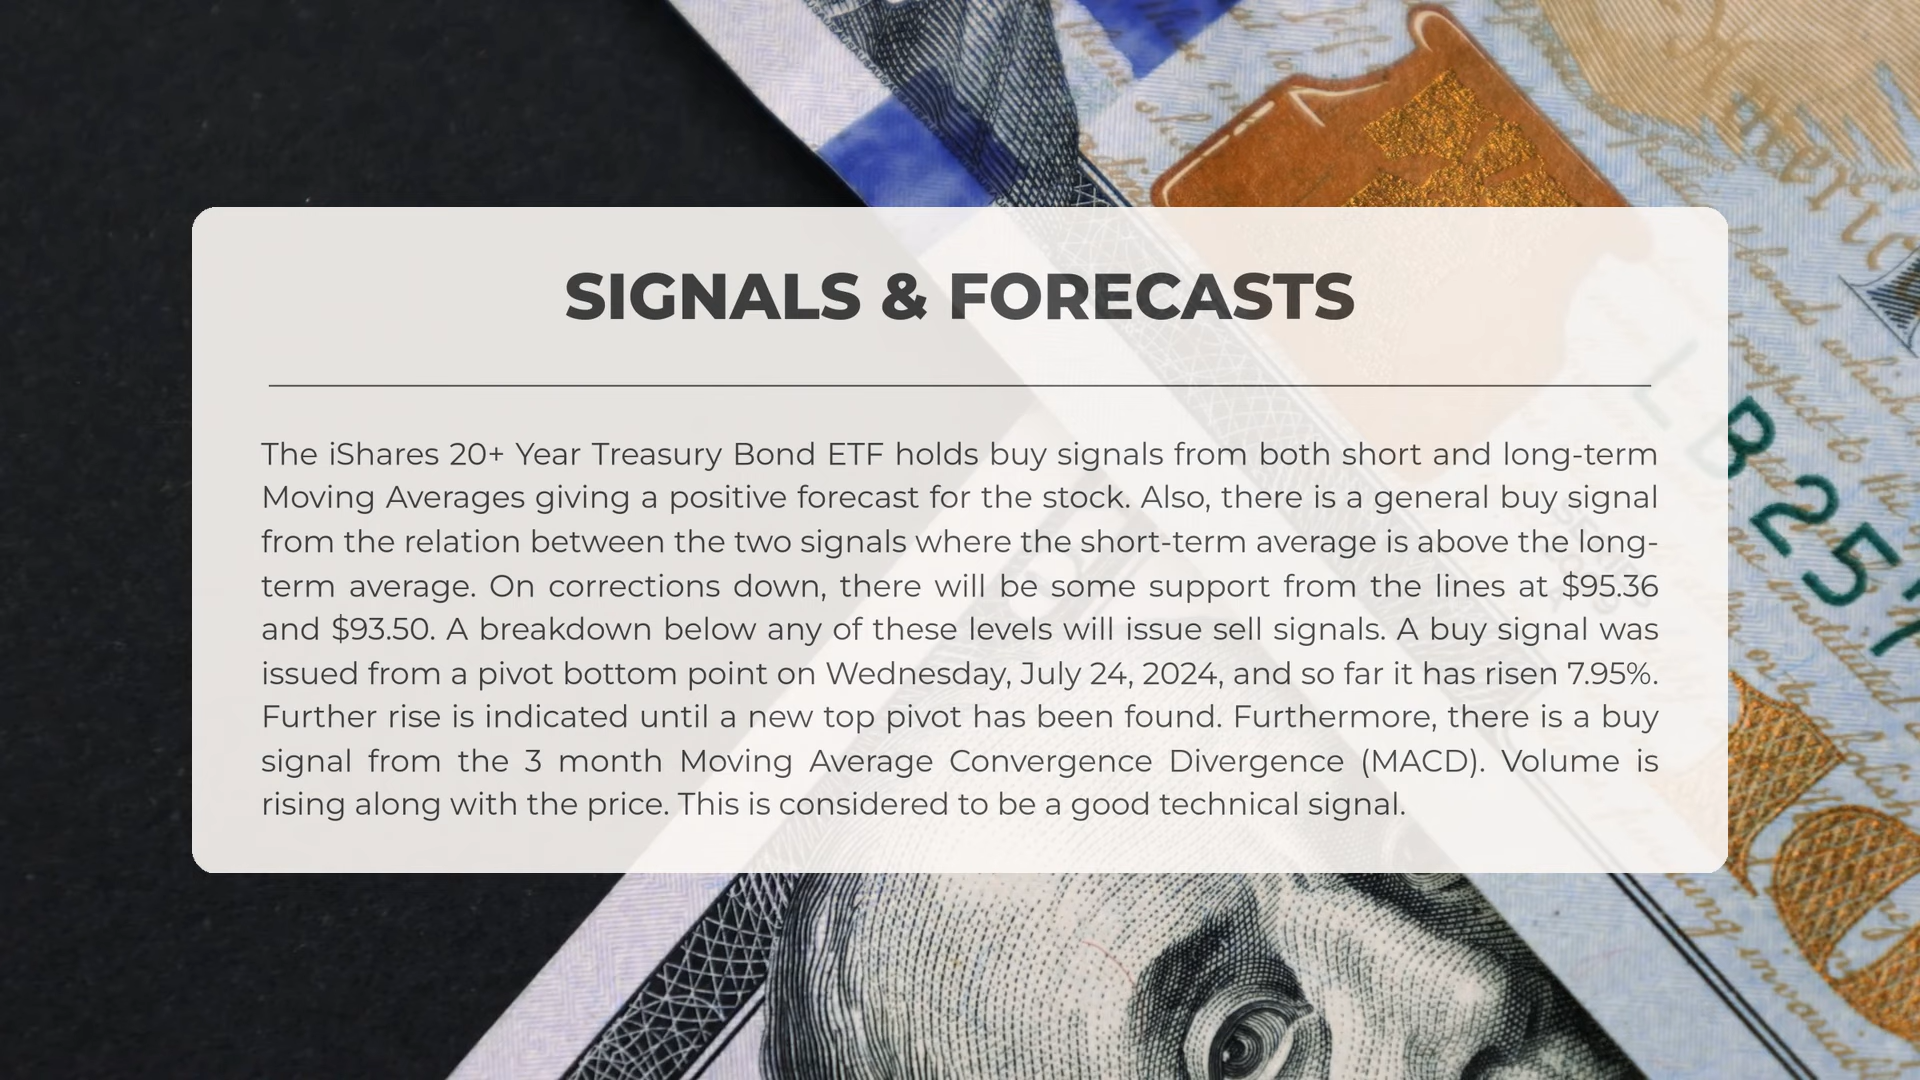 SIGNALS & FORECASTS
The iShares 20+ Year Treasury Bond ETF holds buy signals from both short and long-term
Moving Averages giving a positive forecast for the stock. Also, there is a general buy signal
from the relation between the two signals where the short-term average is above the long-
term average. On corrections down, there will be some support from the lines at $95.36
and $93.50. A breakdown below any of these levels will issue sell signals. A buy signal was
issued from a pivot bottom point on Wednesday, July 24, 2024, and so far it has risen 7.95%.
Further rise is indicated until a new top pivot has been found. Furthermore, there is a buy
signal from the 3 month Moving Average Convergence Divergence (MACD). Volume is
rising along with the price. This is considered to be a good technical signal.